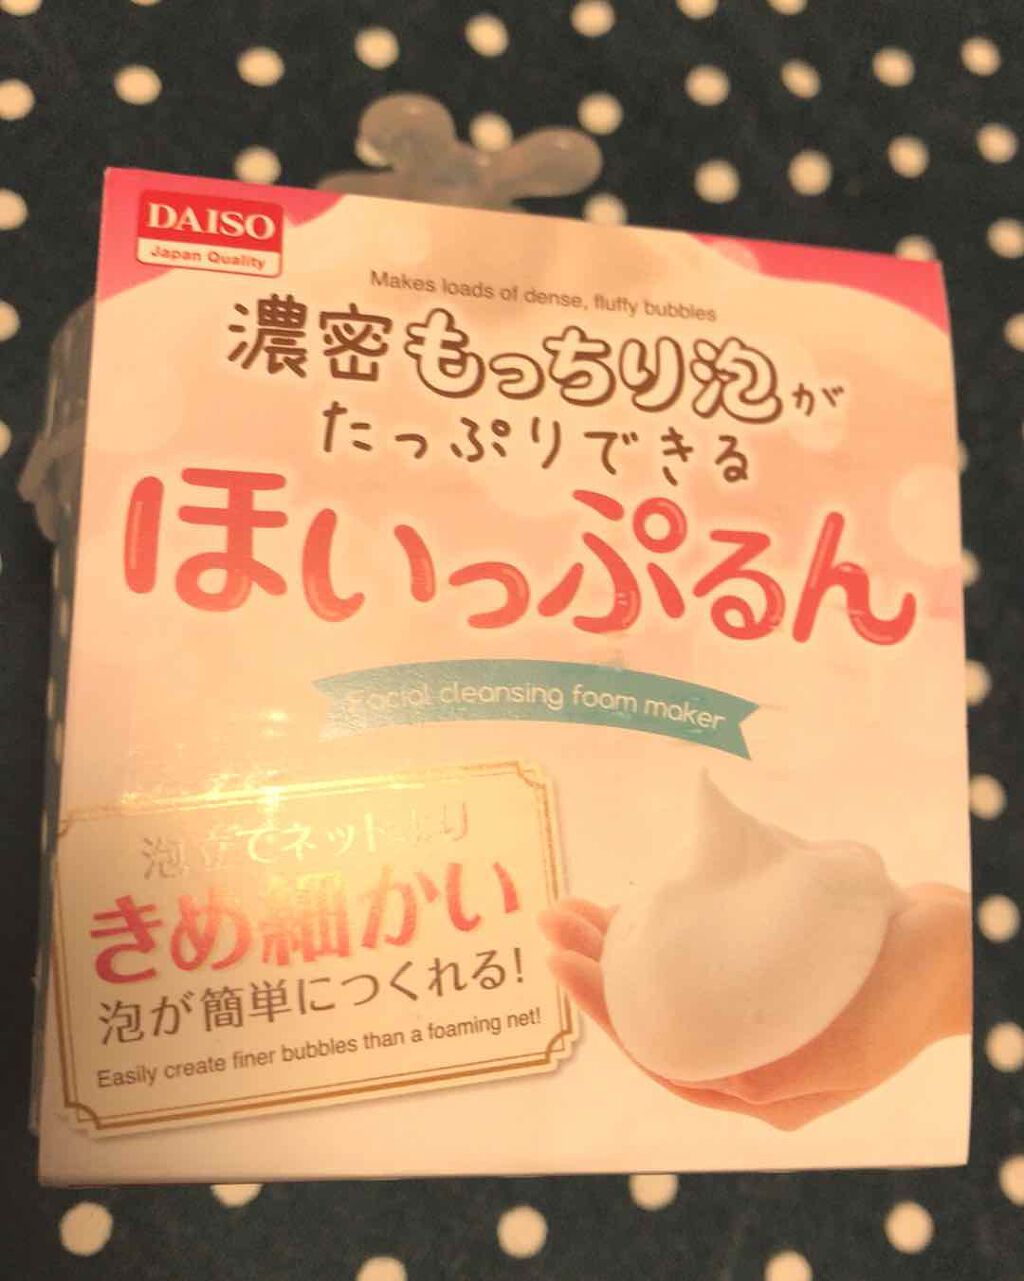 DAISO
Japan Quality
Makes loads of dense, fluffy bubbles
濃密もっちり泡が
たっぷりできる
ほいっぷるん
Facial cleansing foam maker
泡立てネットより
きめ細かい
泡が簡単につくれる!
Easily create finer bubbles than a foaming net!